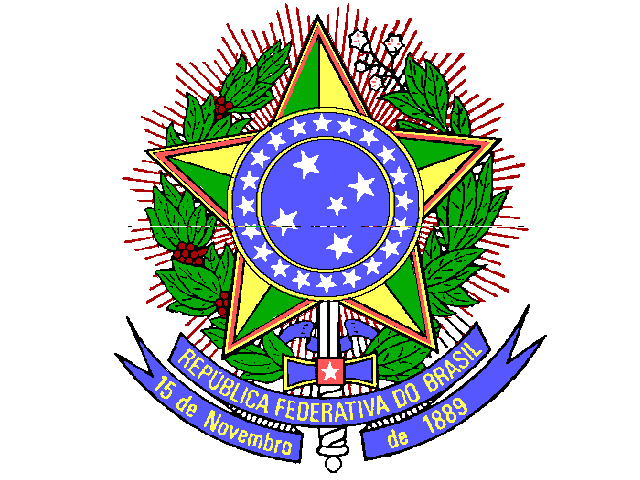 REPÚBLICA FEDERATIVA DO BRASIL
15 de Novembro
de 1889